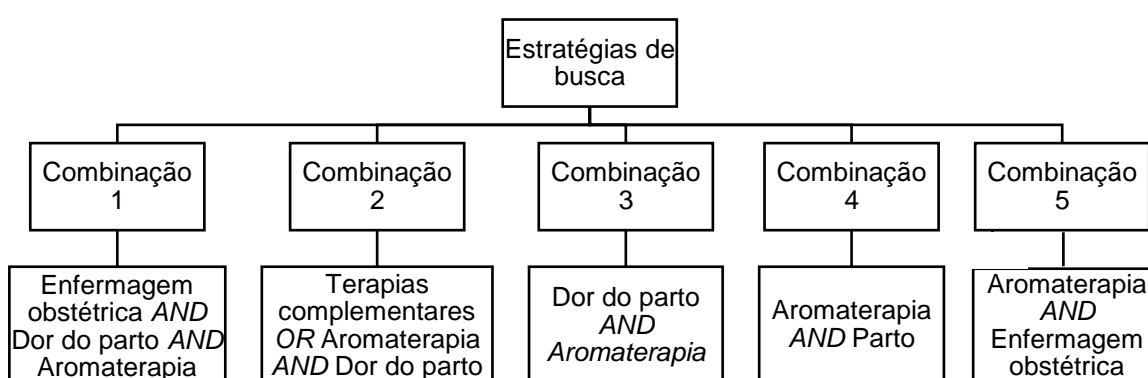 Estratégias de
busca
Combinação
1
Combinação
2
Combinação
3
Combinação
4
Combinação
5
Enfermagem
obstétrica AND
Dor do parto AND
Aromaterapia
Terapias
complementares
OR Aromaterapia
AND Dor do parto
Dor do parto
AND
Aromaterapia
Aromaterapia
AND Parto
Aromaterapia
AND
Enfermagem
obstétrica